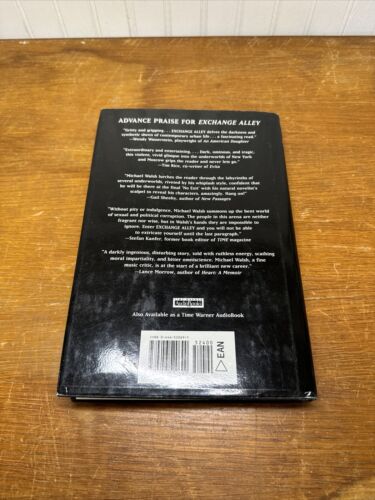 ADVANCE PRAISE FOR EXCHANGE ALLEY
"Gritty and gripping. . . . EXCHANGE ALLEY delves the darkness and
synthetic sheen of contemporary urban life. . . a fascinating read."
—Wendy Wasserstein, playwright of An American Daughter
"Extraordinary and entertaining. . . . Dark, ominous, and tragic,
this violent, vivid glimpse into the underworlds of New York
and Moscow grips the reader and never lets go."
—Tim Rice, co-writer of Evita
"Michael Walsh lurches the reader through the labyrinths of
several underworlds, riveted by his whiplash style, confident that
he will be there at the final 'No Exit' with his natural novelist's
scalpel to reveal his characters, amazingly. Hang on!"
—Gail Sheehy, author of New Passages
"Without pity or indulgence, Michael Walsh summons up the best world
of sexual and political corruption. The people in this arena are neither
fragrant nor wise, but in Walsh's hands they are impossible to
ignore. Enter EXCHANGE ALLEY and you will not be able to
extricate yourself until the last paragraph."
—Stefan Kanfer, former book editor of TIME magazine
"A darkly ingenious, disturbing story, told with ruthless energy, scathing
moral impartiality, and bitter omniscience. Michael Walsh, a fine
music critic, is at the start of a brilliant new career."
—Lance Morrow, author of Heart: A Memoir
AudioBooks
Also Available as a Time Warner AudioBook
52400
EAN